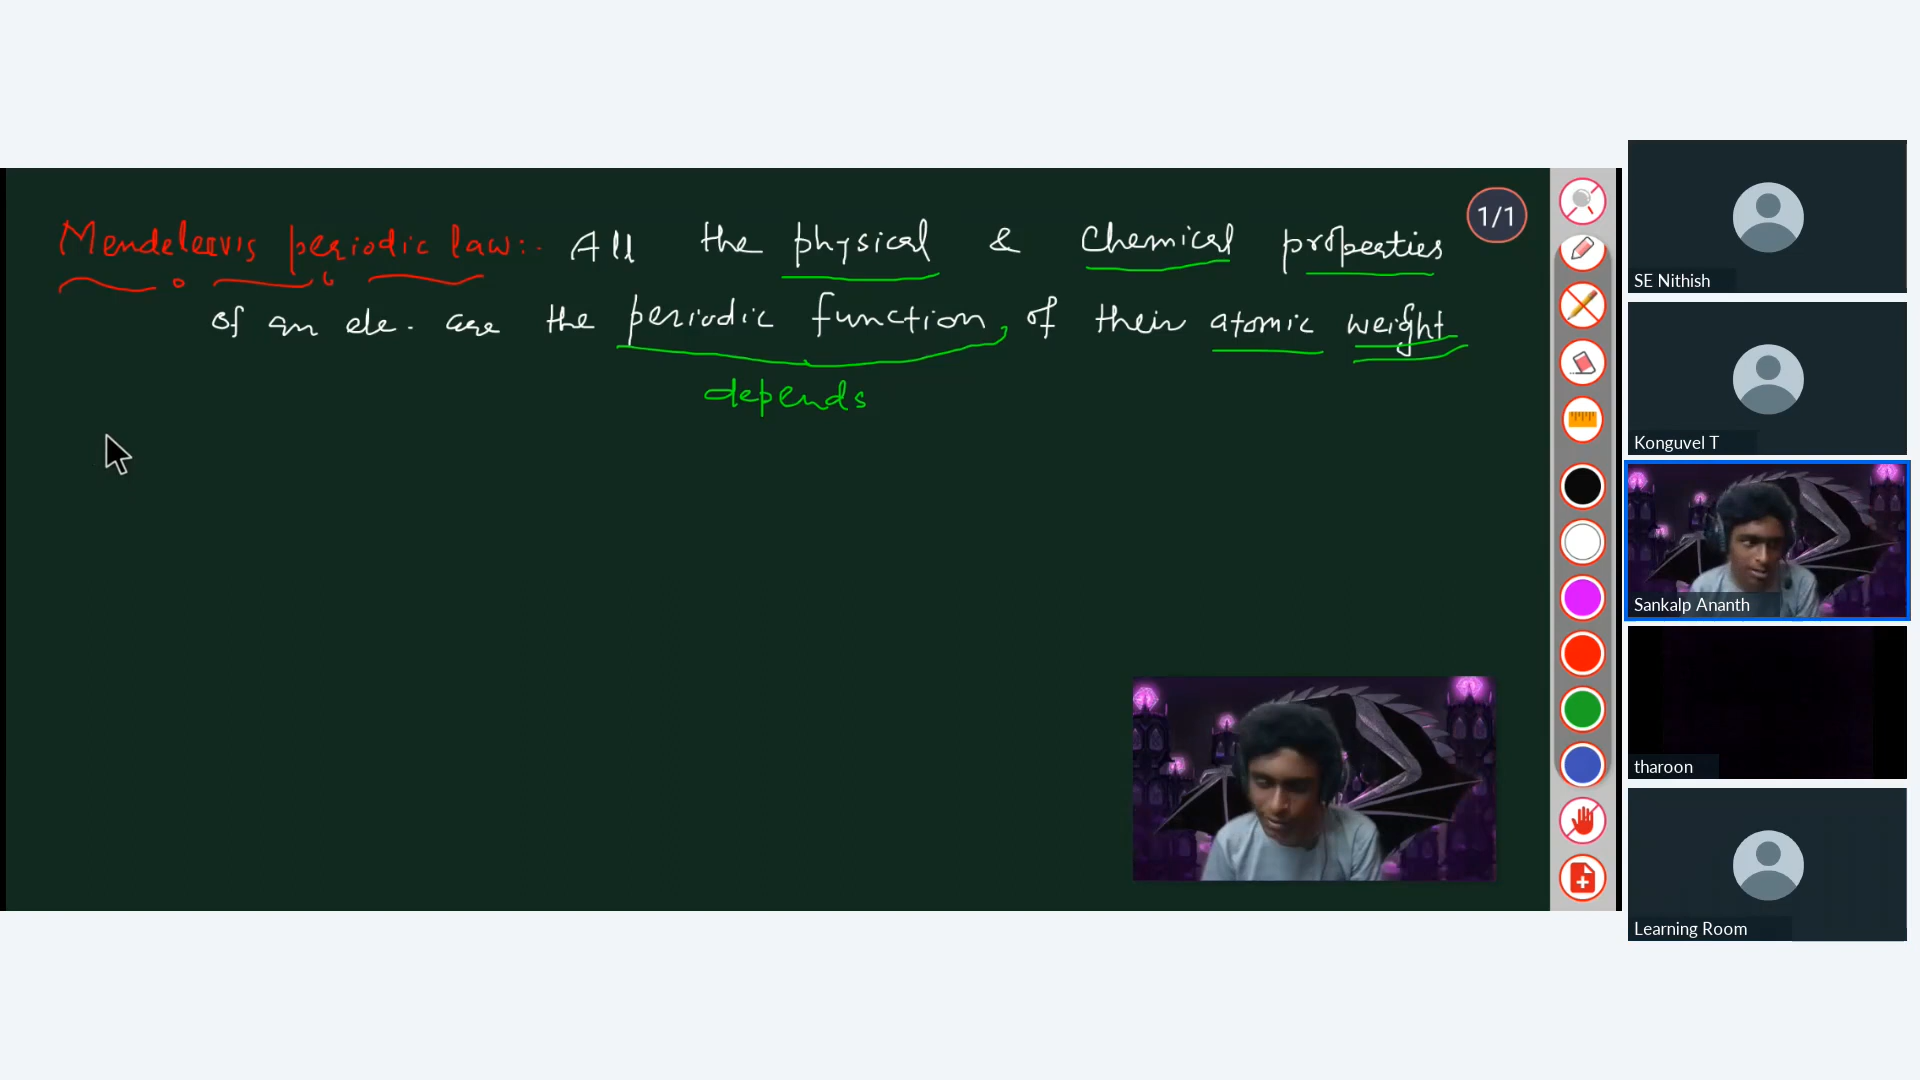 Mendeleevis periodic law:- All the physical & Chemical properties
of an ele. are the periodic function, of their atomic weight
depends
1/1
SE Nithish
Konguvel T
Sankalp Ananth
tharoon
Learning Room